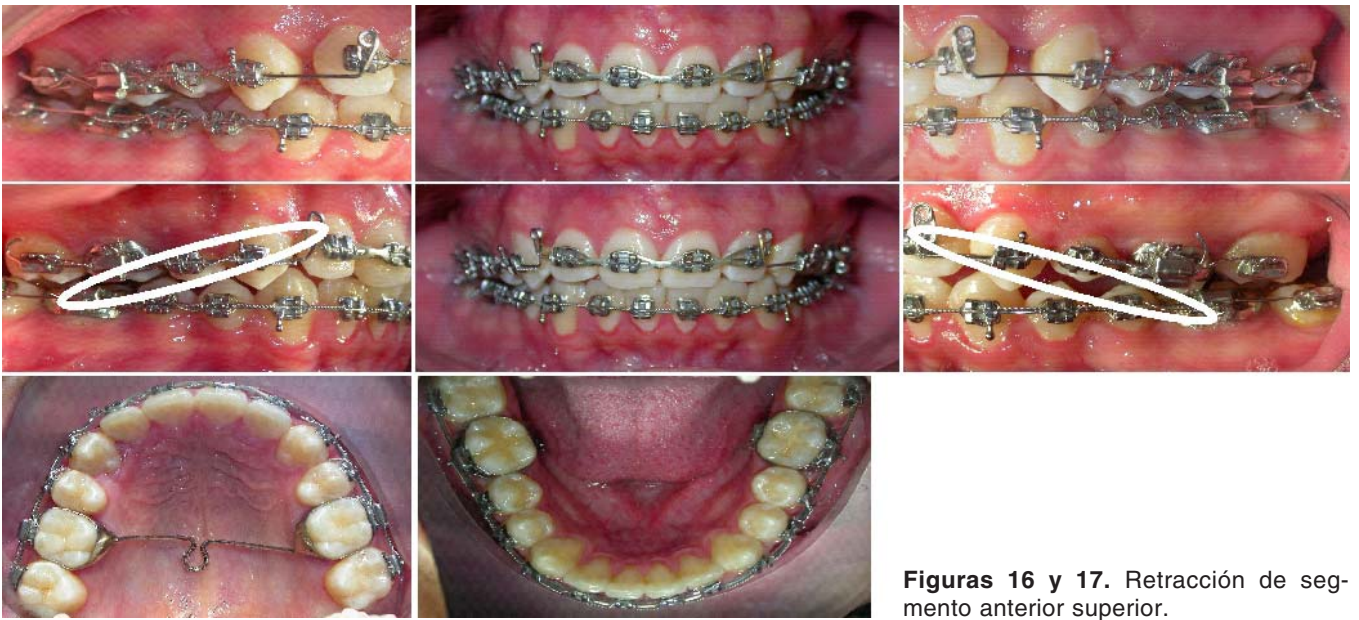 Figuras 16 y 17. Retracción de seg-
mento anterior superior.